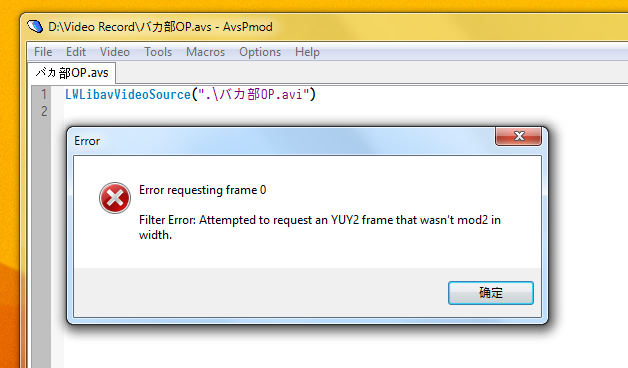 D:\Video Record\バカ部OP.avs - AvsPmod
File Edit Video Tools Macros Options Help
バカ部OP.avs
1 LWLibavVideoSource(".\バカ部OP.avi")
2
Error
Error requesting frame 0
Filter Error: Attempted to request an YUY2 frame that wasn't mod2 in
width.
确定